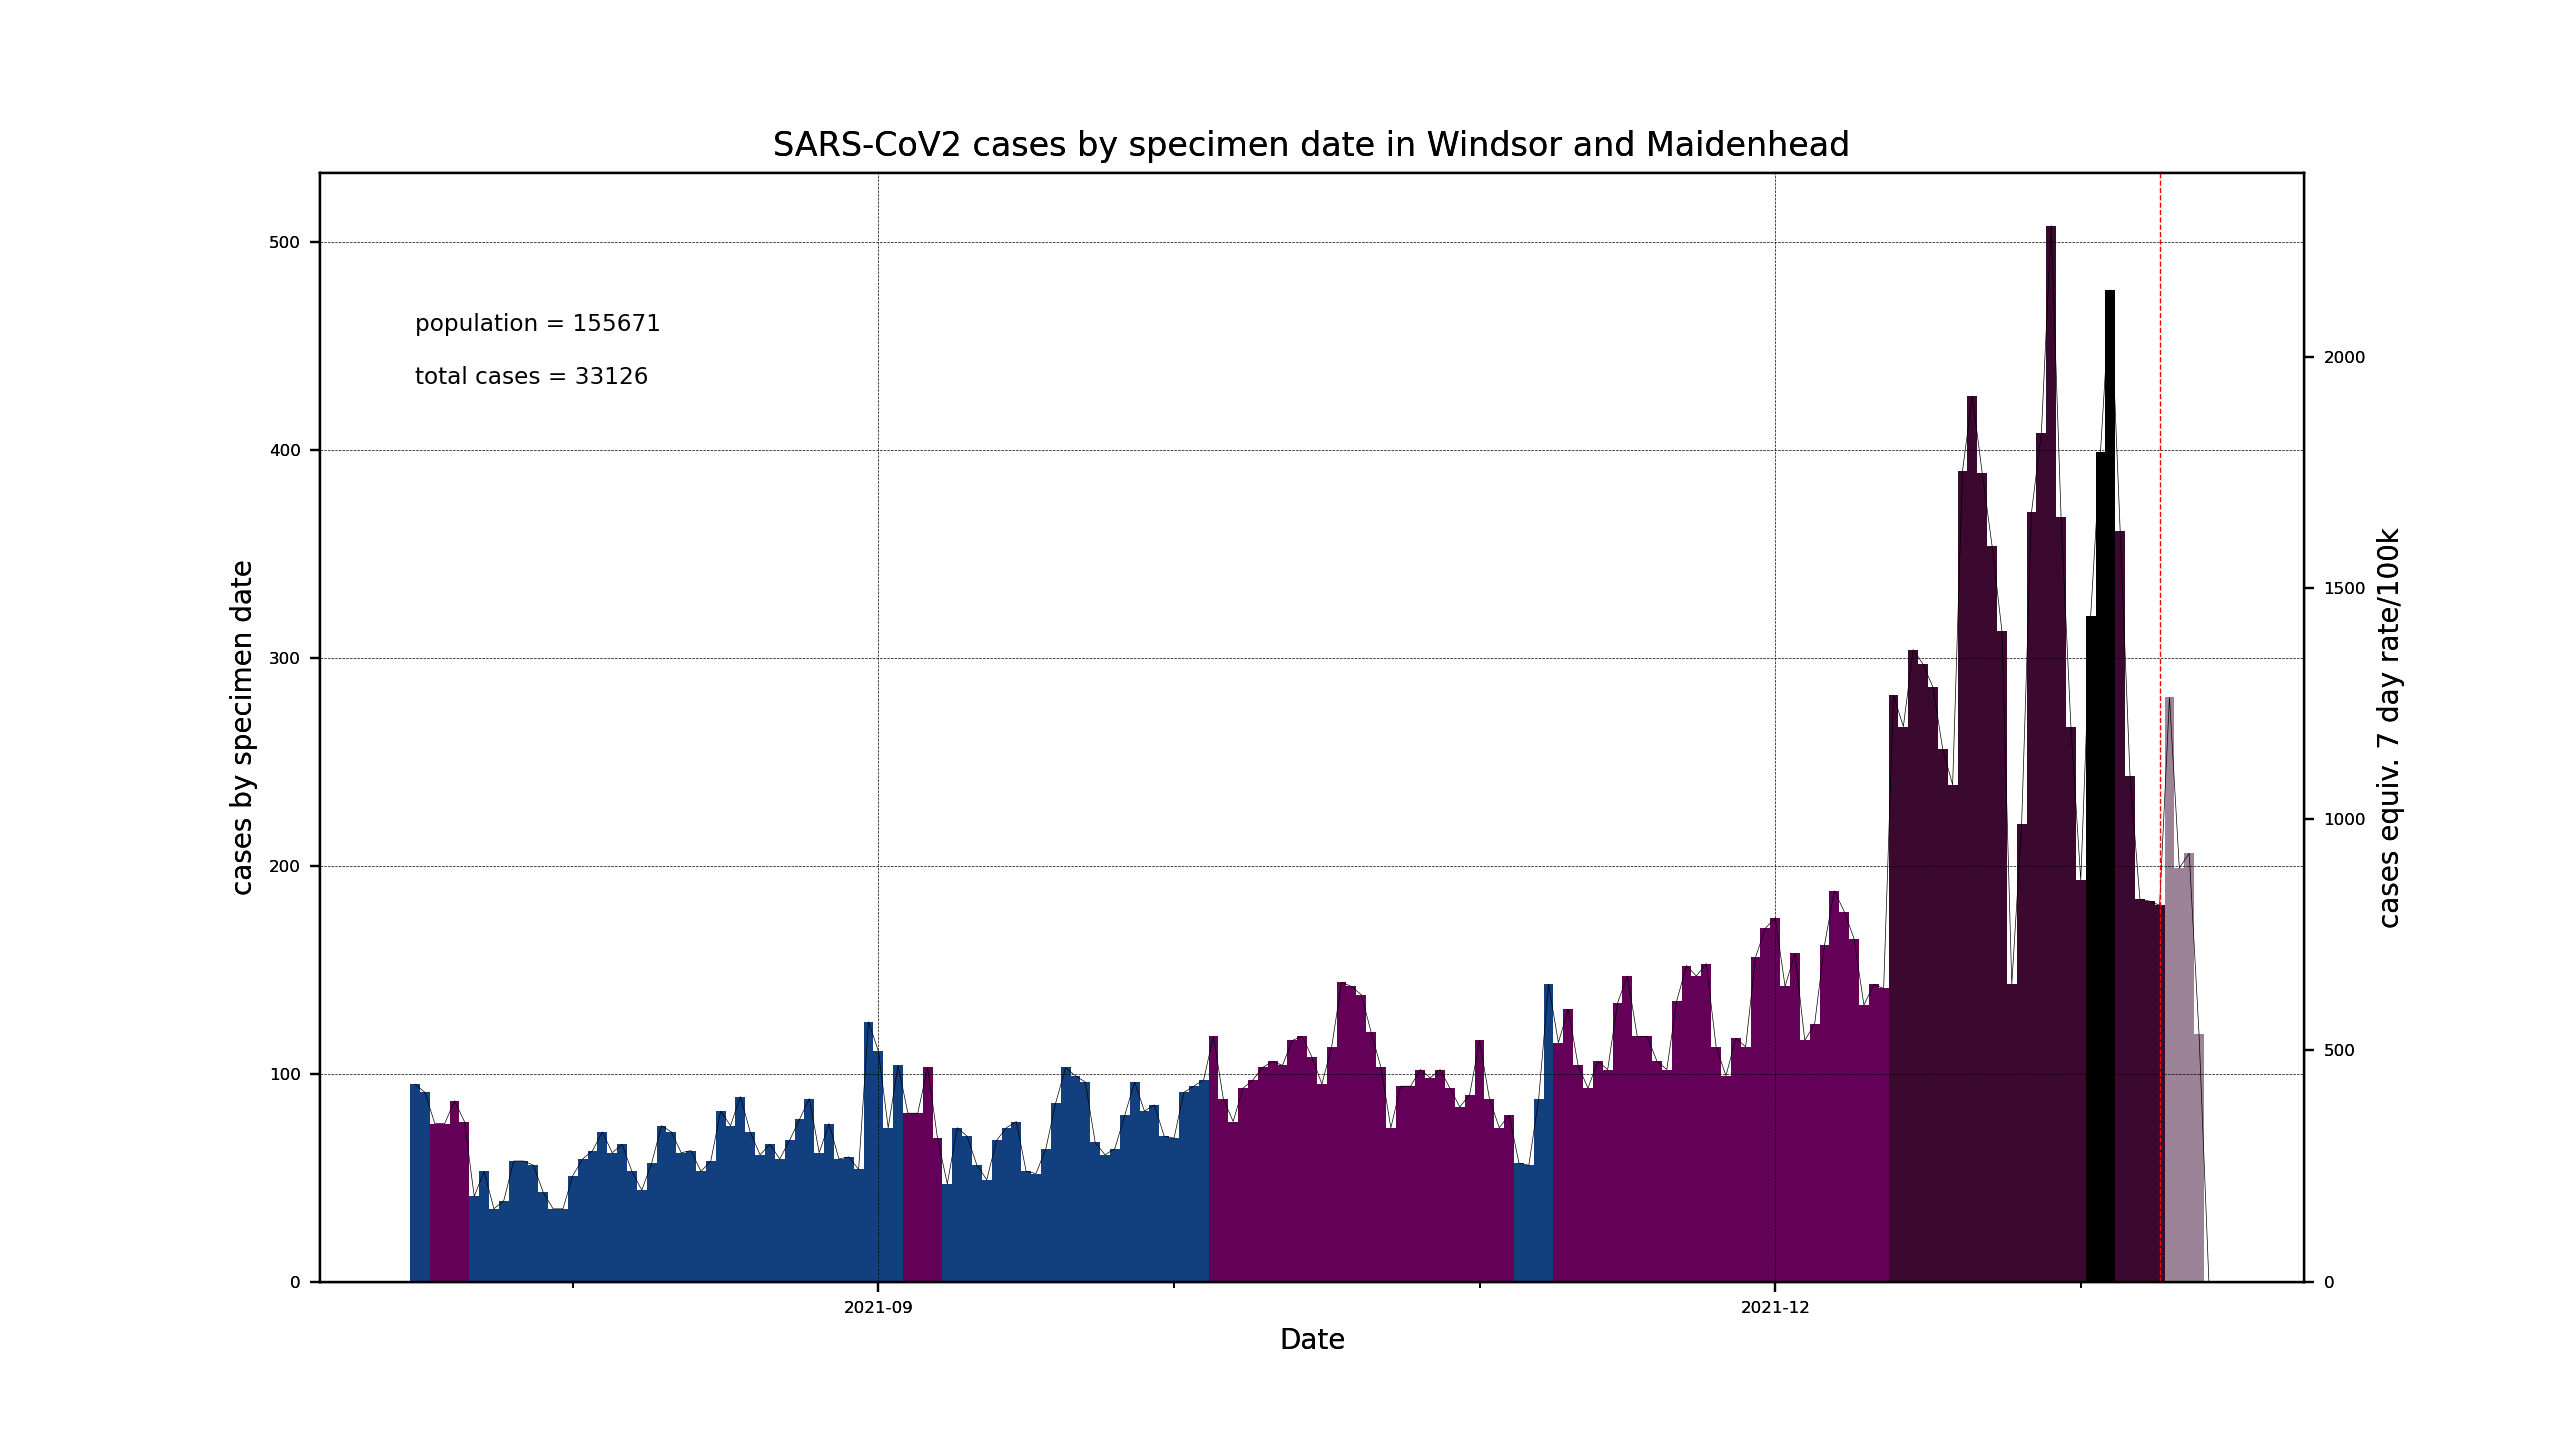 SARS-CoV2 cases by specimen date in Windsor and Maidenhead
population = 155671
total cases = 33126
cases by specimen date
500
400
300
200
100
0
2000
1500
1000
500
0
cases equiv. 7 day rate/100k
2021-09
2021-12
Date